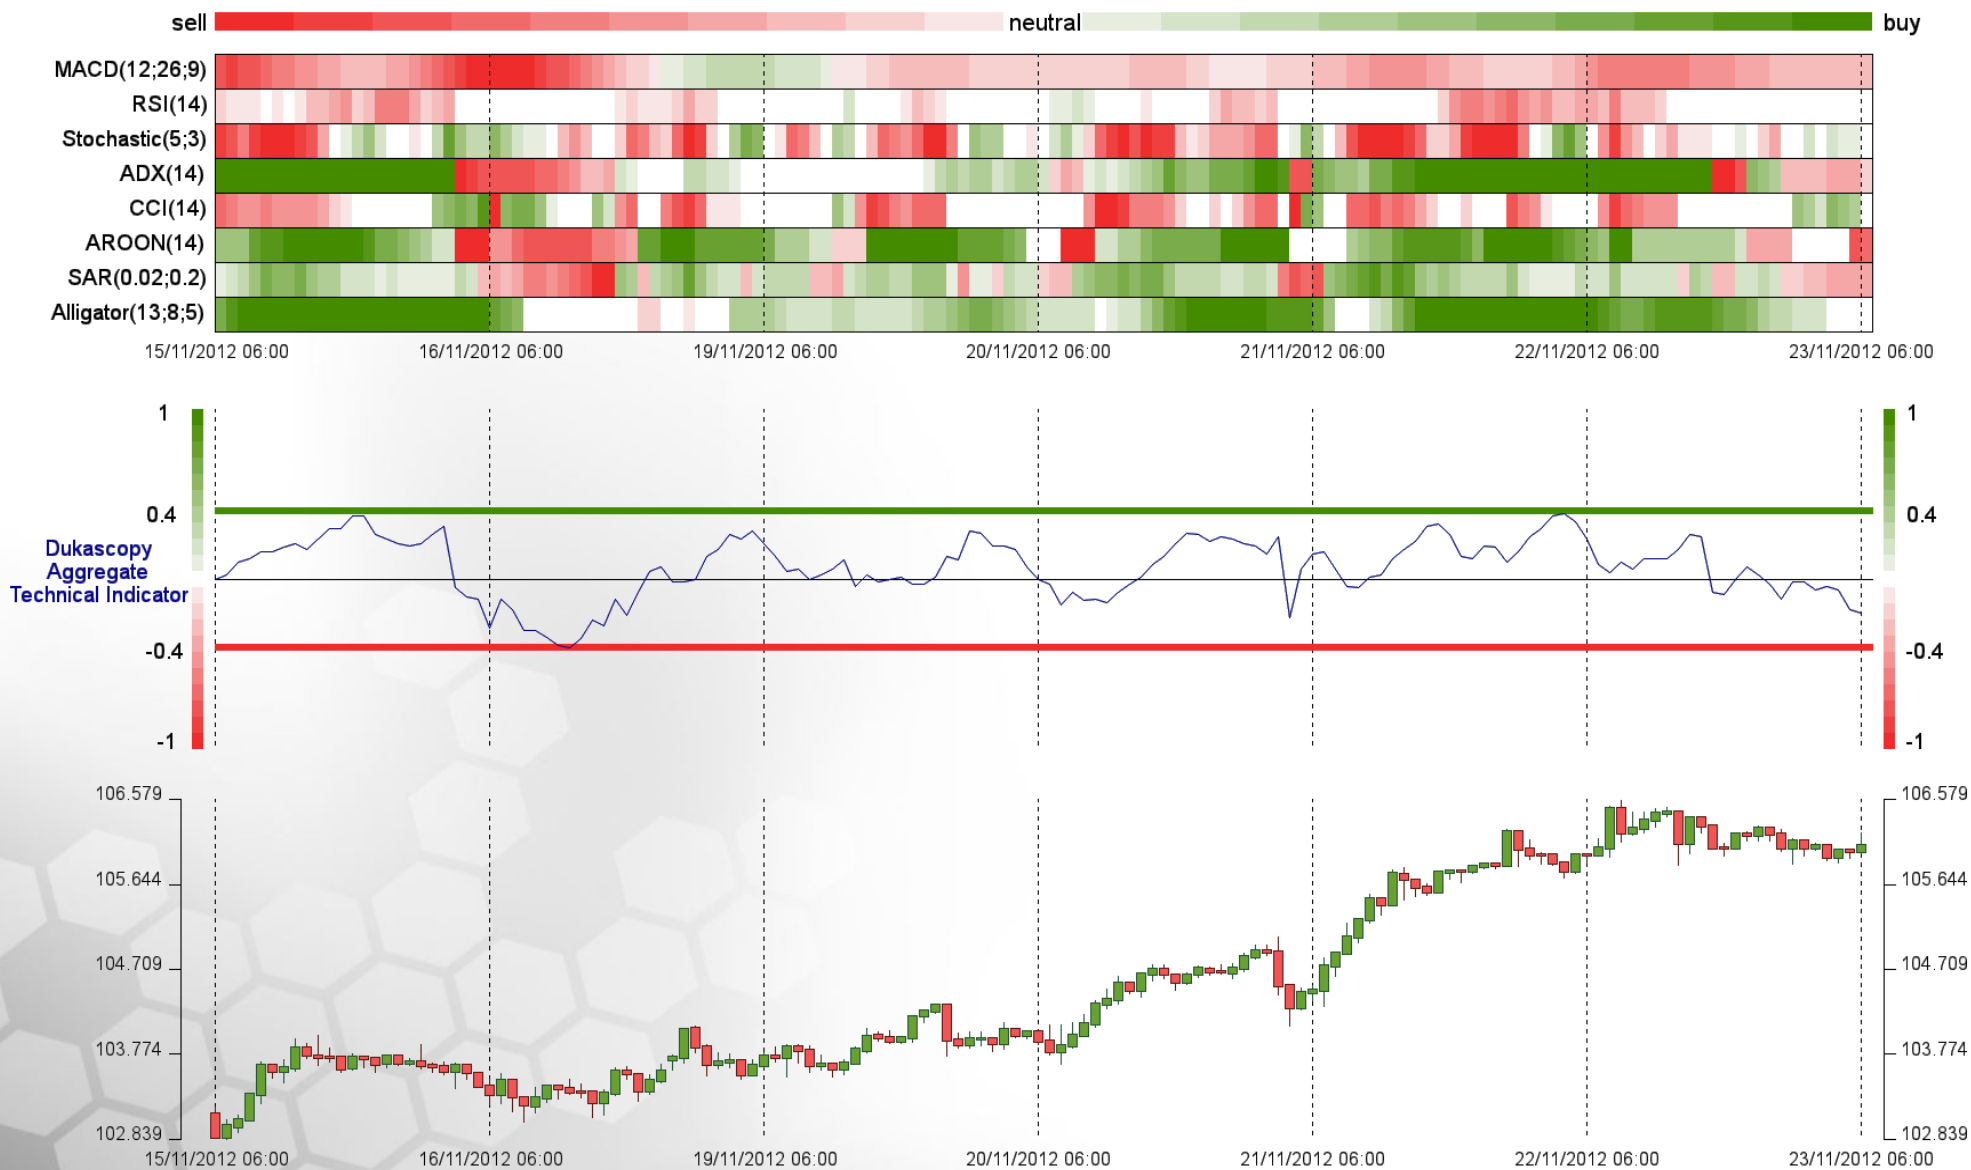 sell neutral buy
MACD(12;26;9)
RSI(14)
Stochastic(5;3)
ADX(14)
CCI(14)
AROON(14)
SAR(0.02;0.2)
Alligator(13;8;5)
15/11/2012 06:00 16/11/2012 06:00 19/11/2012 06:00 20/11/2012 06:00 21/11/2012 06:00 22/11/2012 06:00 23/11/2012 06:00
1 1
0.4 0.4
Dukascopy
Aggregate
Technical Indicator
-0.4 -0.4
-1 -1
106.579 106.579
105.644 105.644
104.709 104.709
103.774 103.774
102.839 102.839
15/11/2012 06:00 16/11/2012 06:00 19/11/2012 06:00 20/11/2012 06:00 21/11/2012 06:00 22/11/2012 06:00 23/11/2012 06:00